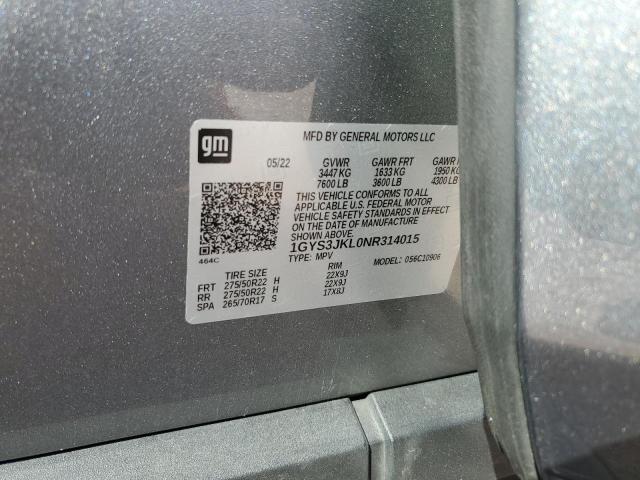 gm
MFD BY GENERAL MOTORS LLC
05/22 GVWR GAWR FRT GAWR
3447 KG 1633 KG 1950 KG
7600 LB 3600 LB 4300 LB
THIS VEHICLE CONFORMS TO ALL
APPLICABLE U.S. FEDERAL MOTOR
VEHICLE SAFETY STANDARDS IN EFFECT
ON THE DATE OF MANUFACTURE
SHOWN ABOVE.
1GYS3JKL0NR314015
464C TYPE: MPV MODEL: 056C10906
TIRE SIZE RIM
FRT 275/50R22 H 22X9J
RR 275/50R22 H 22X9J
SPA 265/70R17 S 17X8J